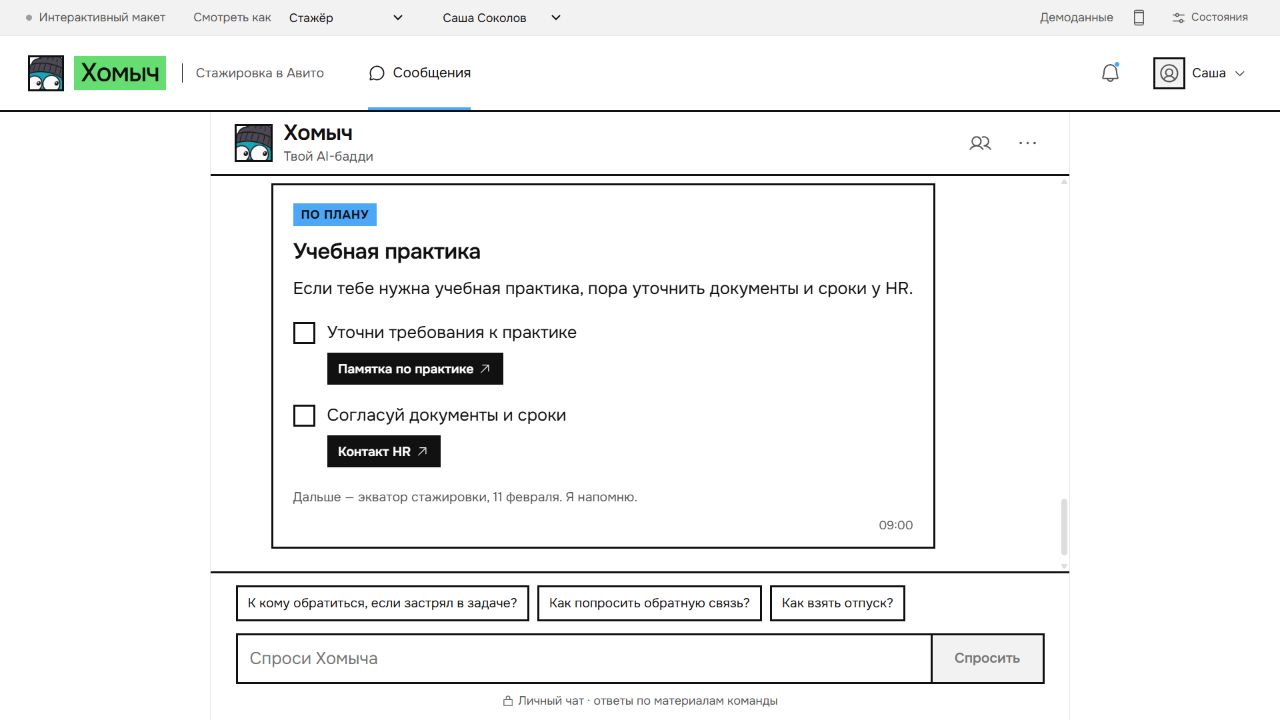 Интерактивный макет Смотреть как Стажёр Саша Соколов Демоданные Состояния
Хомыч Стажировка в Авито Сообщения Саша
Хомыч
Твой AI-бадди
ПО ПЛАНУ
Учебная практика
Если тебе нужна учебная практика, пора уточнить документы и сроки у HR.
Уточни требования к практике
Памятка по практике
Согласуй документы и сроки
Контакт HR
Дальше — экватор стажировки, 11 февраля. Я напомню.
09:00
К кому обратиться, если застрял в задаче? Как попросить обратную связь? Как взять отпуск?
Спроси Хомыча Спросить
Личный чат · ответы по материалам команды